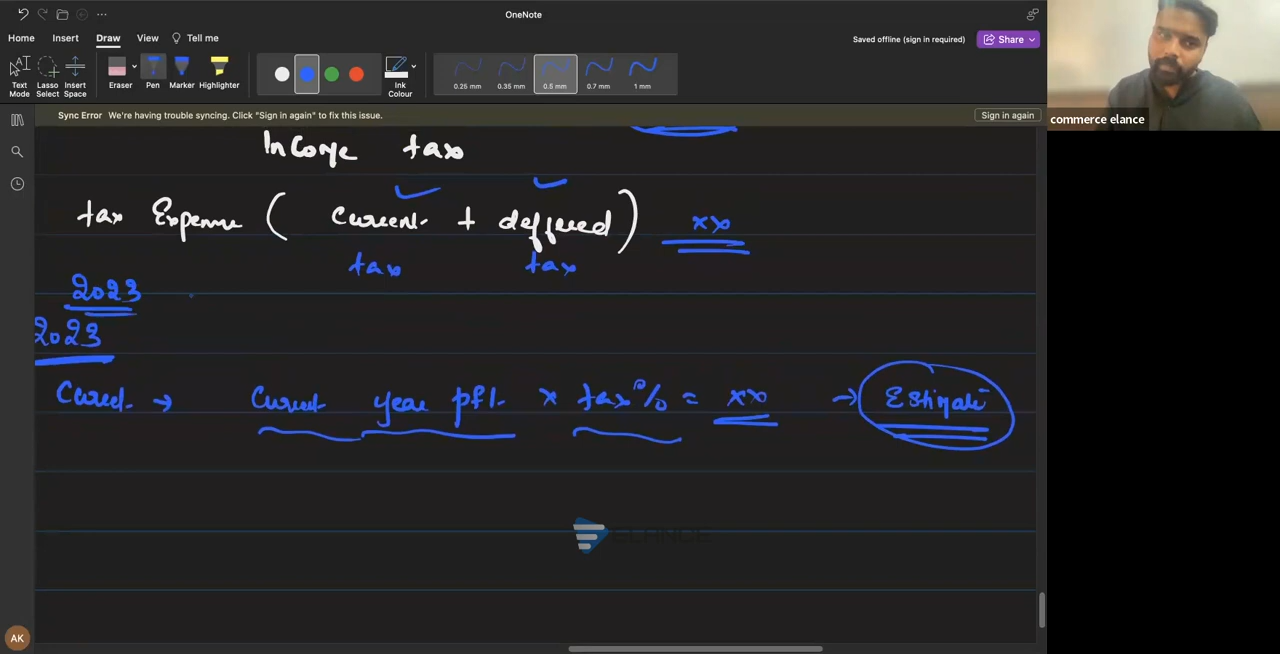 OneNote
Home Insert Draw View Tell me
Saved offline (sign in required) Share
Text Mode Lasso Select Insert Space Eraser Pen Marker Highlighter Ink Colour 0.25 mm 0.35 mm 0.5 mm 0.7 mm 1 mm
Sync Error We're having trouble syncing. Click "Sign in again" to fix this issue. Sign in again
commerce elance
Income tax
tax Expense ( Current + deffered ) xx
tax tax
2023
2023
Current → Current year pft × tax % = xx → Estimate
ELANCE
AK